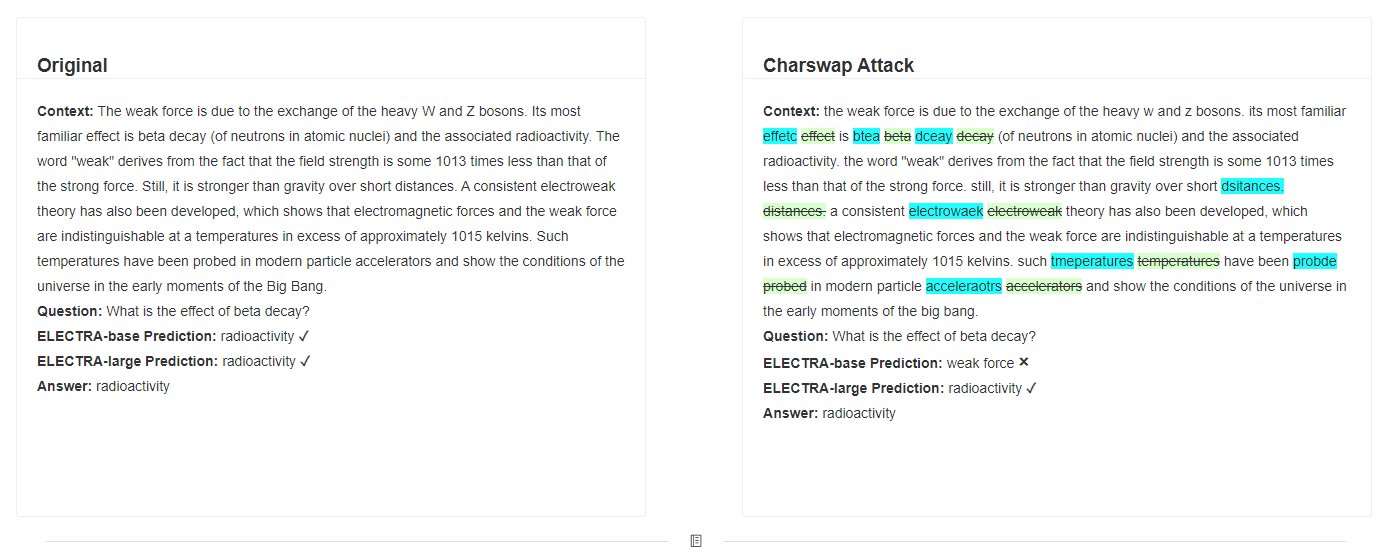 Original
Context: The weak force is due to the exchange of the heavy W and Z bosons. Its most
familiar effect is beta decay (of neutrons in atomic nuclei) and the associated radioactivity. The
word "weak" derives from the fact that the field strength is some 1013 times less than that of
the strong force. Still, it is stronger than gravity over short distances. A consistent electroweak
theory has also been developed, which shows that electromagnetic forces and the weak force
are indistinguishable at a temperatures in excess of approximately 1015 kelvins. Such
temperatures have been probed in modern particle accelerators and show the conditions of the
universe in the early moments of the Big Bang.
Question: What is the effect of beta decay?
ELECTRA-base Prediction: radioactivity ✓
ELECTRA-large Prediction: radioactivity ✓
Answer: radioactivity
Charswap Attack
Context: the weak force is due to the exchange of the heavy w and z bosons. its most familiar
effetc effect is btea beta dceay decay (of neutrons in atomic nuclei) and the associated
radioactivity. the word "weak" derives from the fact that the field strength is some 1013 times
less than that of the strong force. still, it is stronger than gravity over short dsitances.
distances. a consistent electrowaek electroweak theory has also been developed, which
shows that electromagnetic forces and the weak force are indistinguishable at a temperatures
in excess of approximately 1015 kelvins. such tmeperatures temperatures have been probde
probed in modern particle acceleraotrs accelerators and show the conditions of the universe in
the early moments of the big bang.
Question: What is the effect of beta decay?
ELECTRA-base Prediction: weak force ✕
ELECTRA-large Prediction: radioactivity ✓
Answer: radioactivity